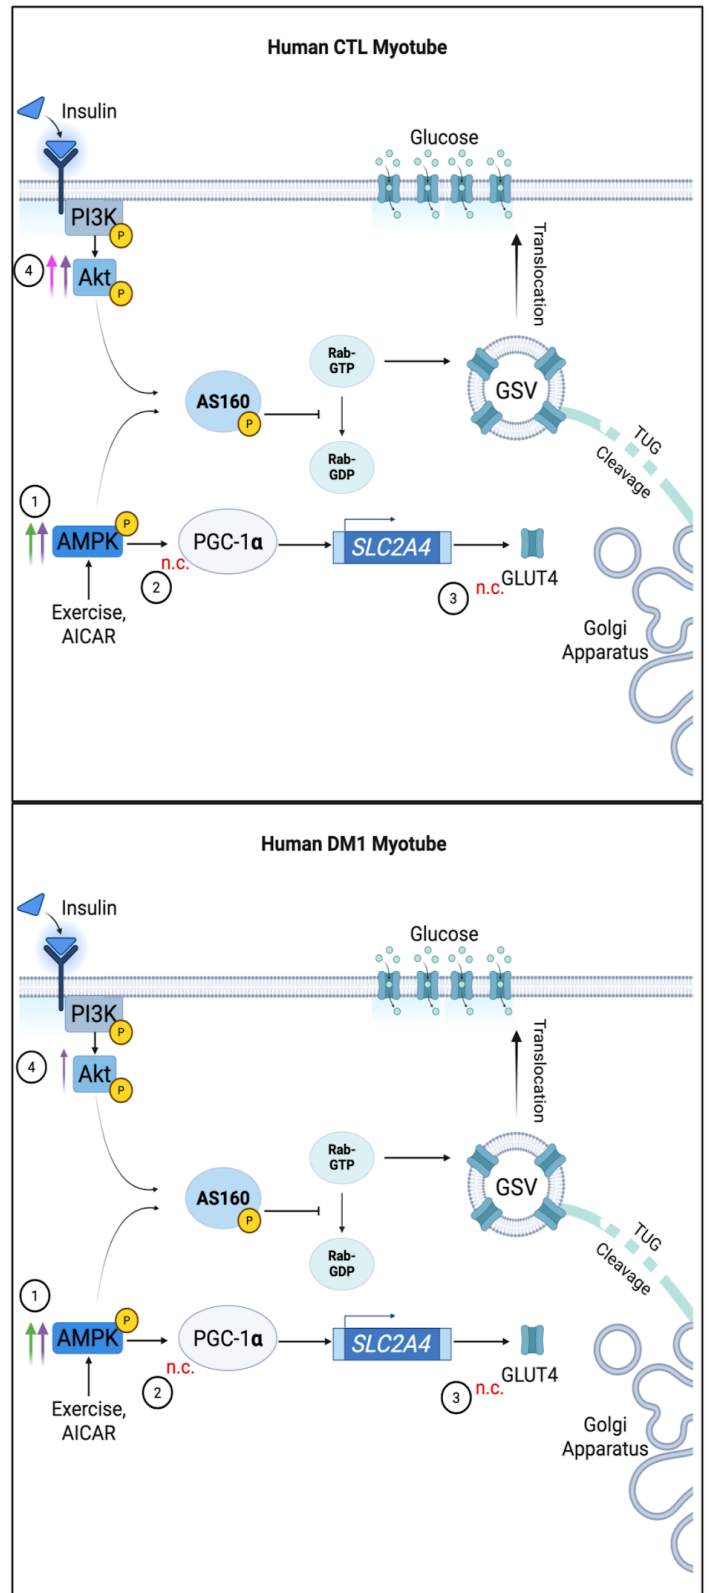 Human CTL Myotube
Insulin
Glucose
PI3K
P
4
Akt
P
Translocation
Rab-
GTP
AS160
P
GSV
Rab-
GDP
TUG
Cleavage
1
AMPK
P
n.c.
2
PGC-1α
SLC2A4
3
n.c.
GLUT4
Exercise,
AICAR
Golgi
Apparatus
Human DM1 Myotube
Insulin
Glucose
PI3K
P
4
Akt
P
Translocation
Rab-
GTP
AS160
P
GSV
Rab-
GDP
TUG
Cleavage
1
AMPK
P
n.c.
2
PGC-1α
SLC2A4
3
n.c.
GLUT4
Exercise,
AICAR
Golgi
Apparatus